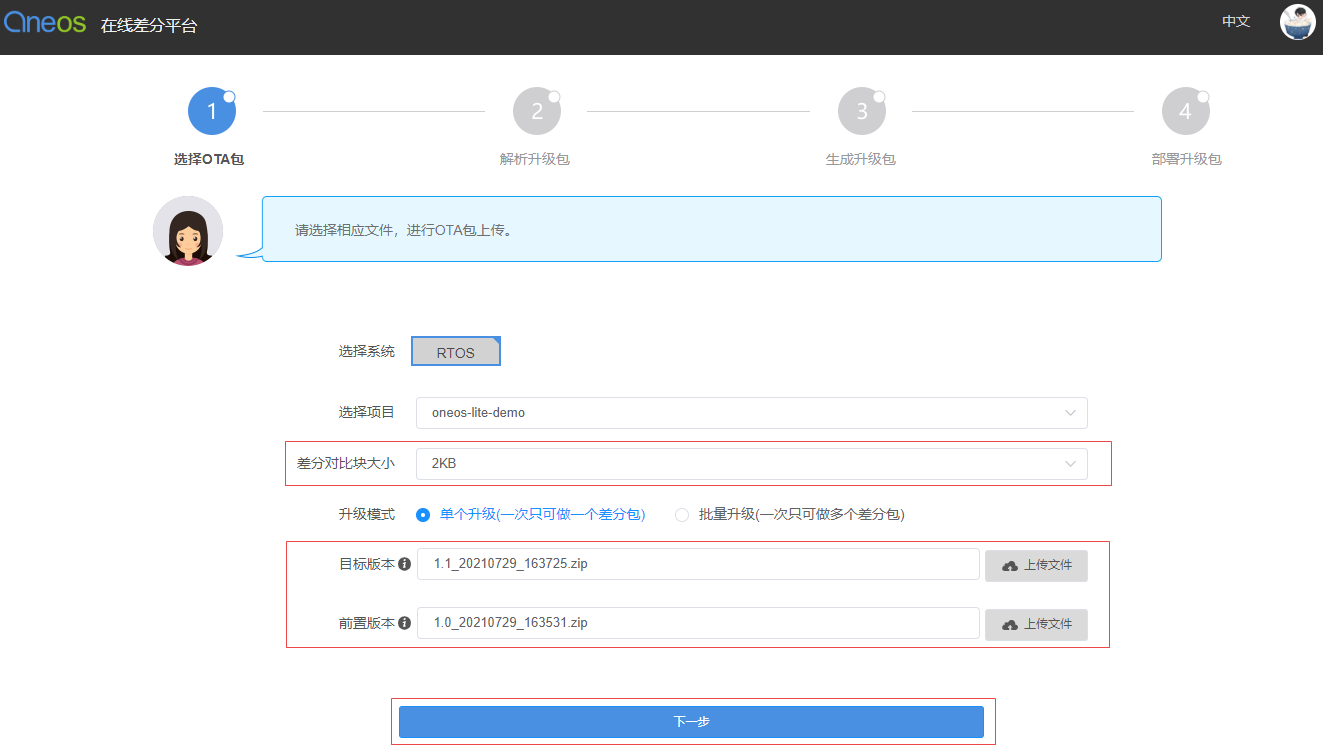 Oneos 在线差分平台 中文
1 2 3 4
选择OTA包 解析升级包 生成升级包 部署升级包
请选择相应文件，进行OTA包上传。
选择系统 RTOS
选择项目 oneos-lite-demo
差分对比块大小 2KB
升级模式 单个升级(一次只可做一个差分包) 批量升级(一次只可做多个差分包)
目标版本 1.1_20210729_163725.zip 上传文件
前置版本 1.0_20210729_163531.zip 上传文件
下一步